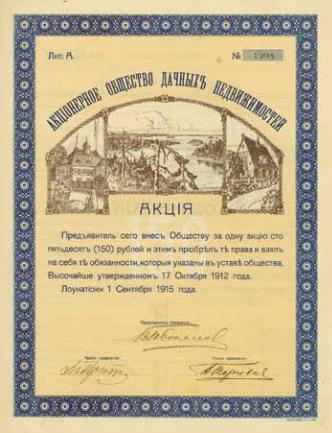 Лит. А.
№ 1998
АКЦІОНЕРНОЕ ОБЩЕСТВО ДАЧНЫХЪ НЕДВИЖИМОСТЕЙ
АКЦІЯ
Предъявитель сего внесъ Обществу за одну акцію сто
пятьдесятъ (150) рублей и этимъ пріобрѣлъ тѣ права и взялъ
на себя тѣ обязанности, которыя указаны въ уставѣ общества,
Высочайше утвержденномъ 17 Октября 1912 года.
Лоунатіоки 1 Сентября 1915 года.